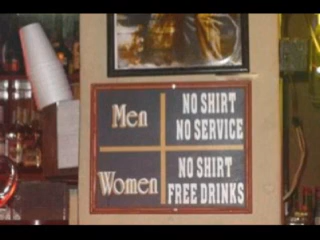 Men
NO SHIRT
NO SERVICE
Women
NO SHIRT
FREE DRINKS